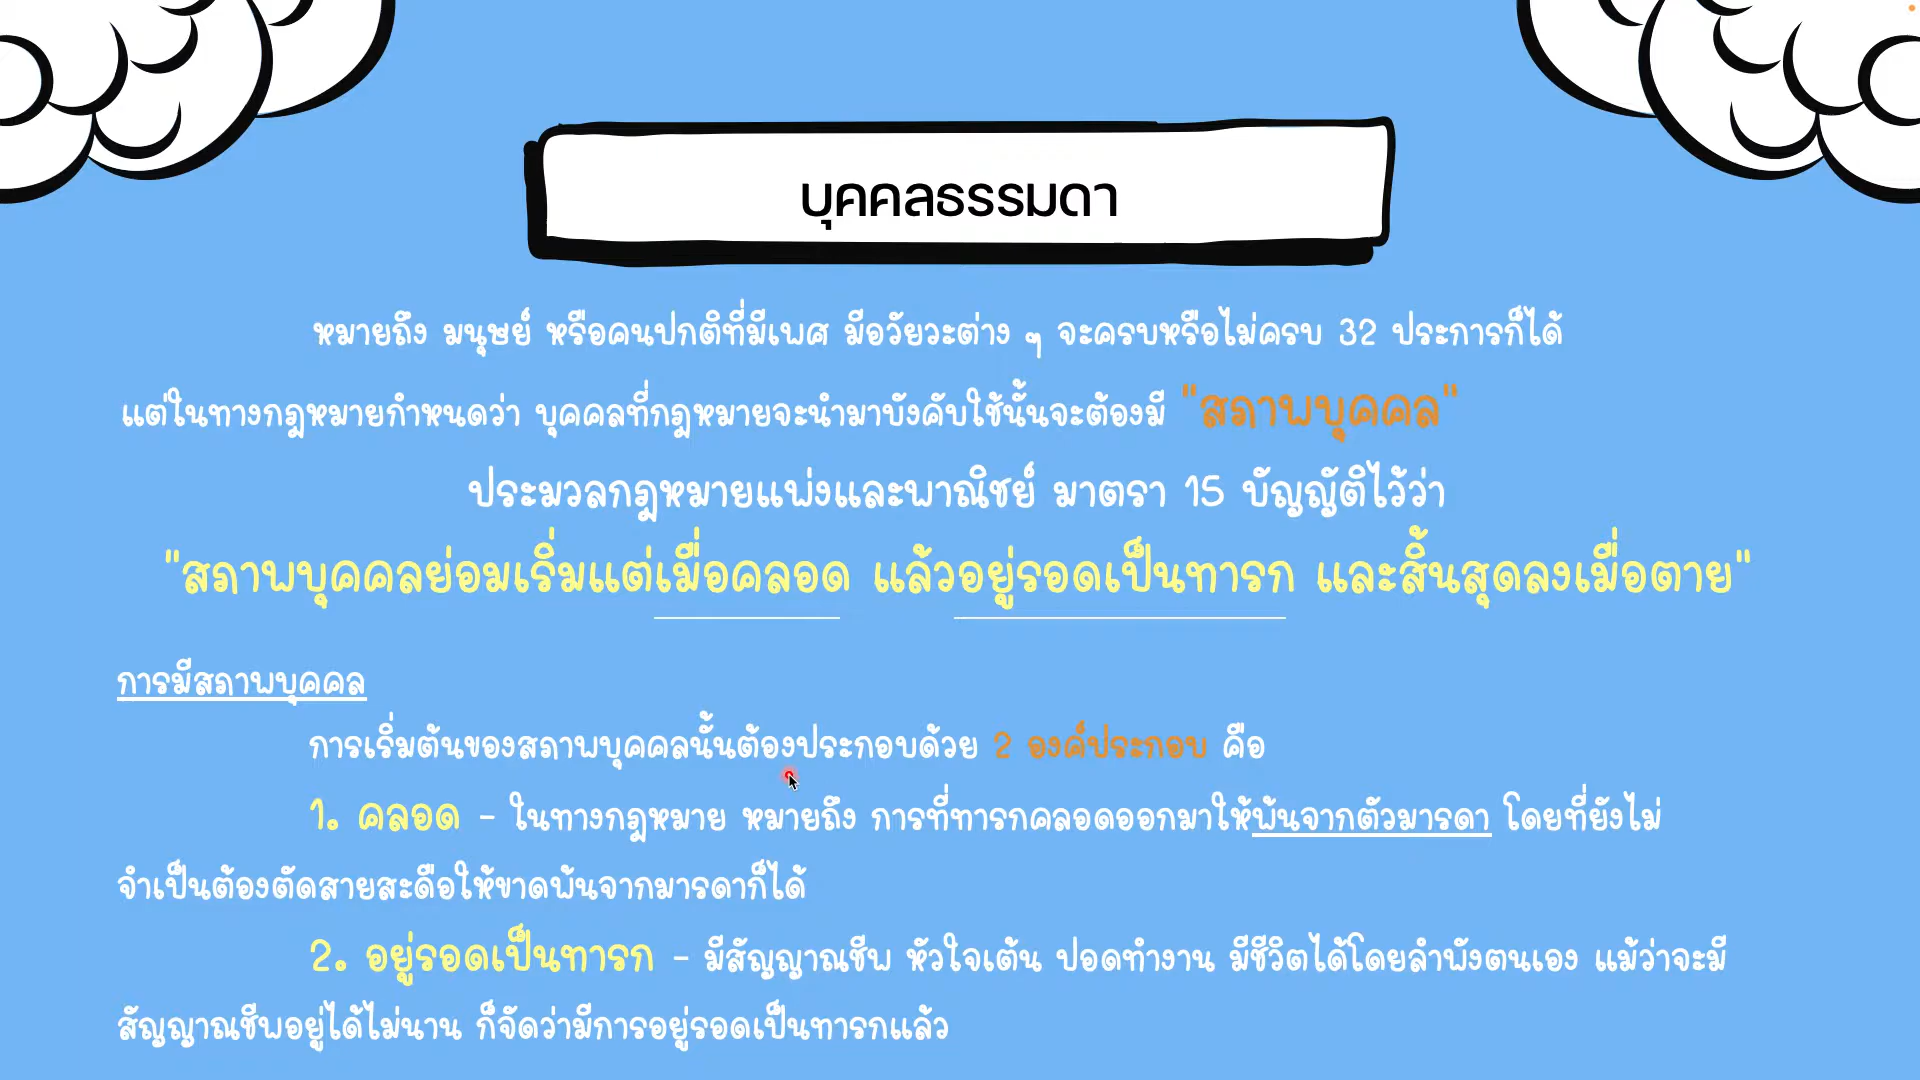 บุคคลธรรมดา
หมายถึง มนุษย์ หรือคนปกติที่มีเพศ มีอวัยวะต่าง ๆ จะครบหรือไม่ครบ 32 ประการก็ได้
แต่ในทางกฎหมายกำหนดว่า บุคคลที่กฎหมายจะนำมาบังคับใช้นั้นจะต้องมี "สภาพบุคคล"
ประมวลกฎหมายแพ่งและพาณิชย์ มาตรา 15 บัญญัติไว้ว่า
"สภาพบุคคลย่อมเริ่มแต่เมื่อคลอด แล้วอยู่รอดเป็นทารก และสิ้นสุดลงเมื่อตาย"
การมีสภาพบุคคล
การเริ่มต้นของสภาพบุคคลนั้นต้องประกอบด้วย 2 องค์ประกอบ คือ
1. คลอด - ในทางกฎหมาย หมายถึง การที่ทารกคลอดออกมาให้พ้นจากตัวมารดา โดยที่ยังไม่
จำเป็นต้องตัดสายสะดือให้ขาดพ้นจากมารดาก็ได้
2. อยู่รอดเป็นทารก - มีสัญญาณชีพ หัวใจเต้น ปอดทำงาน มีชีวิตได้โดยลำพังตนเอง แม้ว่าจะมี
สัญญาณชีพอยู่ได้ไม่นาน ก็จัดว่ามีการอยู่รอดเป็นทารกแล้ว